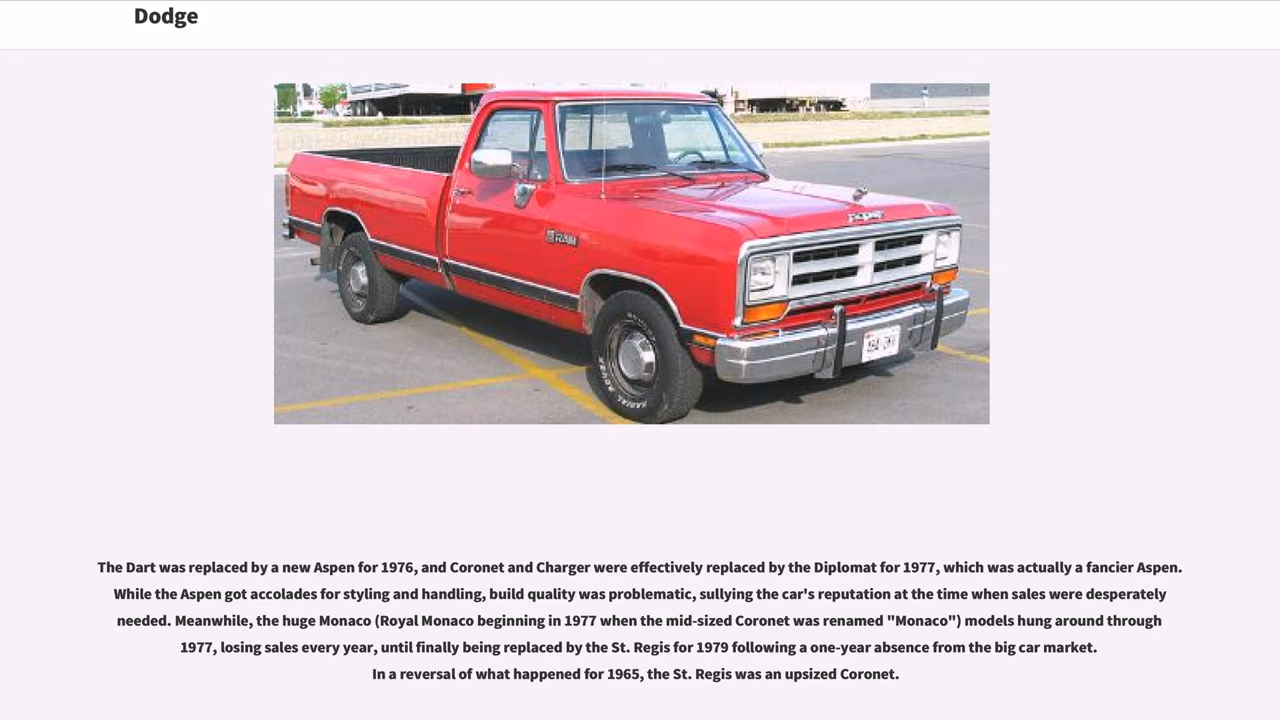 Dodge
DODGE
RAM
The Dart was replaced by a new Aspen for 1976, and Coronet and Charger were effectively replaced by the Diplomat for 1977, which was actually a fancier Aspen.
While the Aspen got accolades for styling and handling, build quality was problematic, sullying the car's reputation at the time when sales were desperately
needed. Meanwhile, the huge Monaco (Royal Monaco beginning in 1977 when the mid-sized Coronet was renamed "Monaco") models hung around through
1977, losing sales every year, until finally being replaced by the St. Regis for 1979 following a one-year absence from the big car market.
In a reversal of what happened for 1965, the St. Regis was an upsized Coronet.